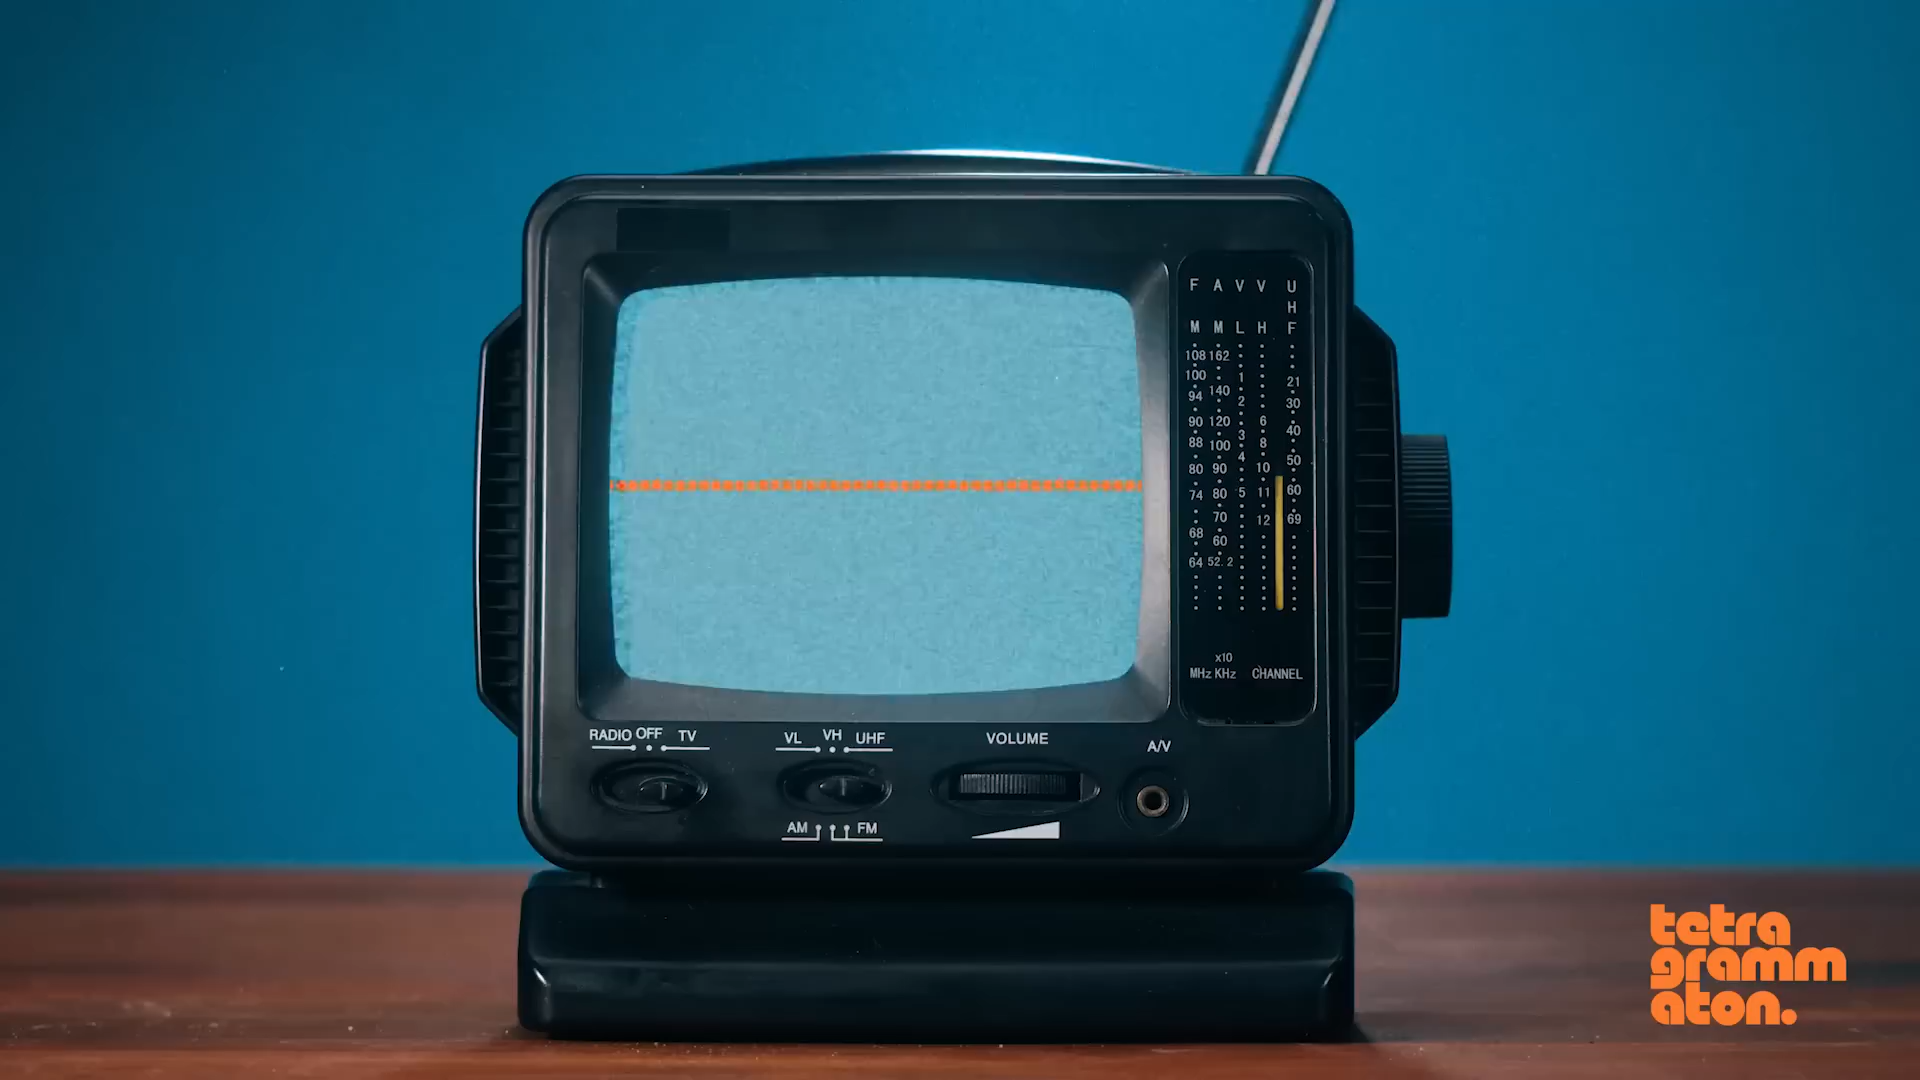 F A V V U
H
M M L H F
108 162
100 1 21
94 140 2 30
90 120 3 6 40
88 100 4 8 50
80 90 10
74 80 5 11 60
70 12 69
68 60
64 52.2
x10
MHz KHz CHANNEL
RADIO OFF TV
VL VH UHF
VOLUME
A/V
AM FM
tetra
gramm
aton.